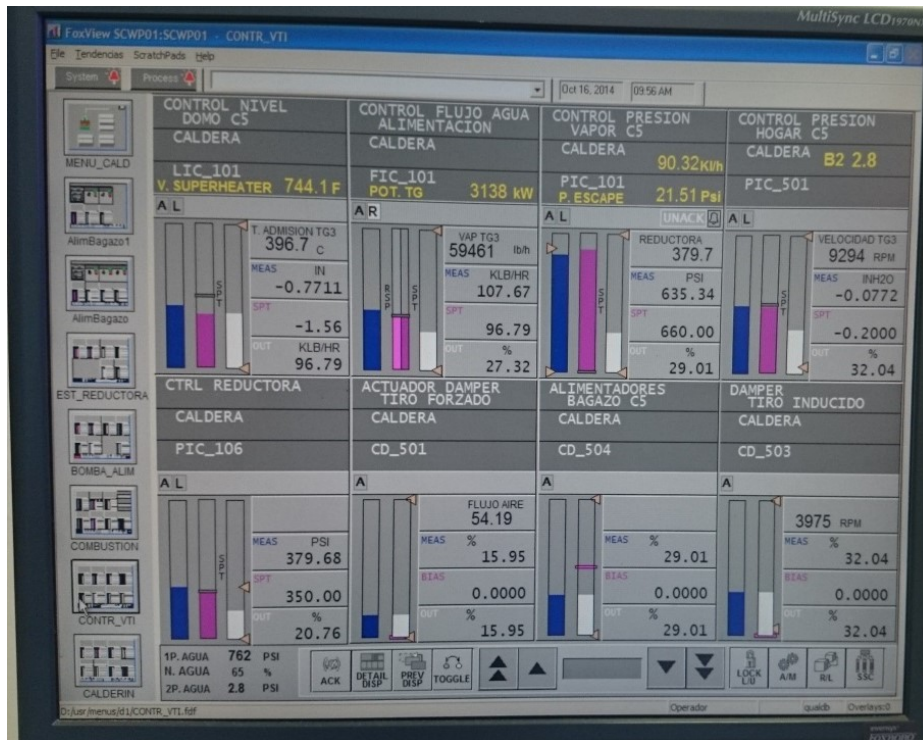 MultiSync LCD1970NX
FoxView SCWP01:SCWP01 - CONTR_VTI
File Tendencias ScratchPads Help
System Process
Oct 16, 2014 09:56 AM
MENU_CALD
AlimBagazo1
AlimBagazo
EST_REDUCTORA
BOMBA_ALIM
COMBUSTION
CONTR_VTI
CALDERIN
CONTROL NIVEL
DOMO C5
CALDERA
LIC_101
V. SUPERHEATER 744.1 F
A L
T. ADMISION TG3
396.7 C
MEAS IN
-0.7711
SPT
SPT
-1.56
OUT KLB/HR
96.79
CONTROL FLUJO AGUA
ALIMENTACION
CALDERA
FIC_101
POT. TG 3138 kW
A R
VAP TG3
59461 lb/h
MEAS KLB/HR
107.67
RSP
SPT
SPT
96.79
OUT %
27.32
CONTROL PRESION
VAPOR C5
CALDERA
90.32Kl/h
PIC_101
P. ESCAPE 21.51 Psi
A L UNACK
REDUCTORA
379.7
MEAS PSI
635.34
SPT
SPT
660.00
OUT %
29.01
CONTROL PRESION
HOGAR C5
CALDERA B2 2.8
PIC_501
A L
VELOCIDAD TG3
9294 RPM
MEAS INH2O
-0.0772
SPT
SPT
-0.2000
OUT %
32.04
CTRL REDUCTORA
CALDERA
PIC_106
A L
MEAS PSI
379.68
SPT
SPT
350.00
OUT %
20.76
ACTUADOR DAMPER
TIRO FORZADO
CALDERA
CD_501
A
FLUJO AIRE
54.19
MEAS %
15.95
BIAS
0.0000
OUT %
15.95
ALIMENTADORES
BAGAZO C5
CALDERA
CD_504
A
MEAS %
29.01
BIAS
0.0000
OUT %
29.01
DAMPER
TIRO INDUCIDO
CALDERA
CD_503
A
3975 RPM
MEAS %
32.04
BIAS
0.0000
OUT %
32.04
1P. AGUA 762 PSI
N. AGUA 65 %
2P. AGUA 2.8 PSI
ACK
DETAIL DISP
PREV DISP
TOGGLE
LOCK L/U
A/M
R/L
SSC
D:/usr/menus/d1/CONTR_VTI.fdf
Operador
qualdb
Overlays:0